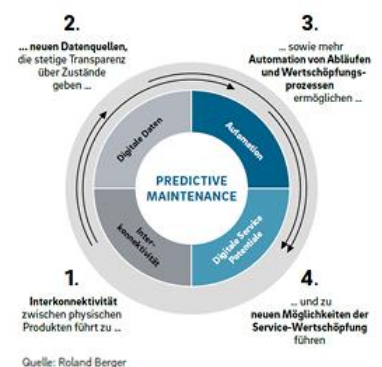 2.
... neuen Datenquellen,
die stetige Transparenz
über Zustände
geben ...
3.
... sowie mehr
Automation von Abläufen
und Wertschöpfungs-
prozessen
ermöglichen ...
Digitale Daten
Automation
PREDICTIVE
MAINTENANCE
Inter-
konnektivität
Digitale Service
Potentiale
1.
Interkonnektivität
zwischen physischen
Produkten führt zu ...
4.
... und zu
neuen Möglichkeiten der
Service-Wertschöpfung
führen
Quelle: Roland Berger